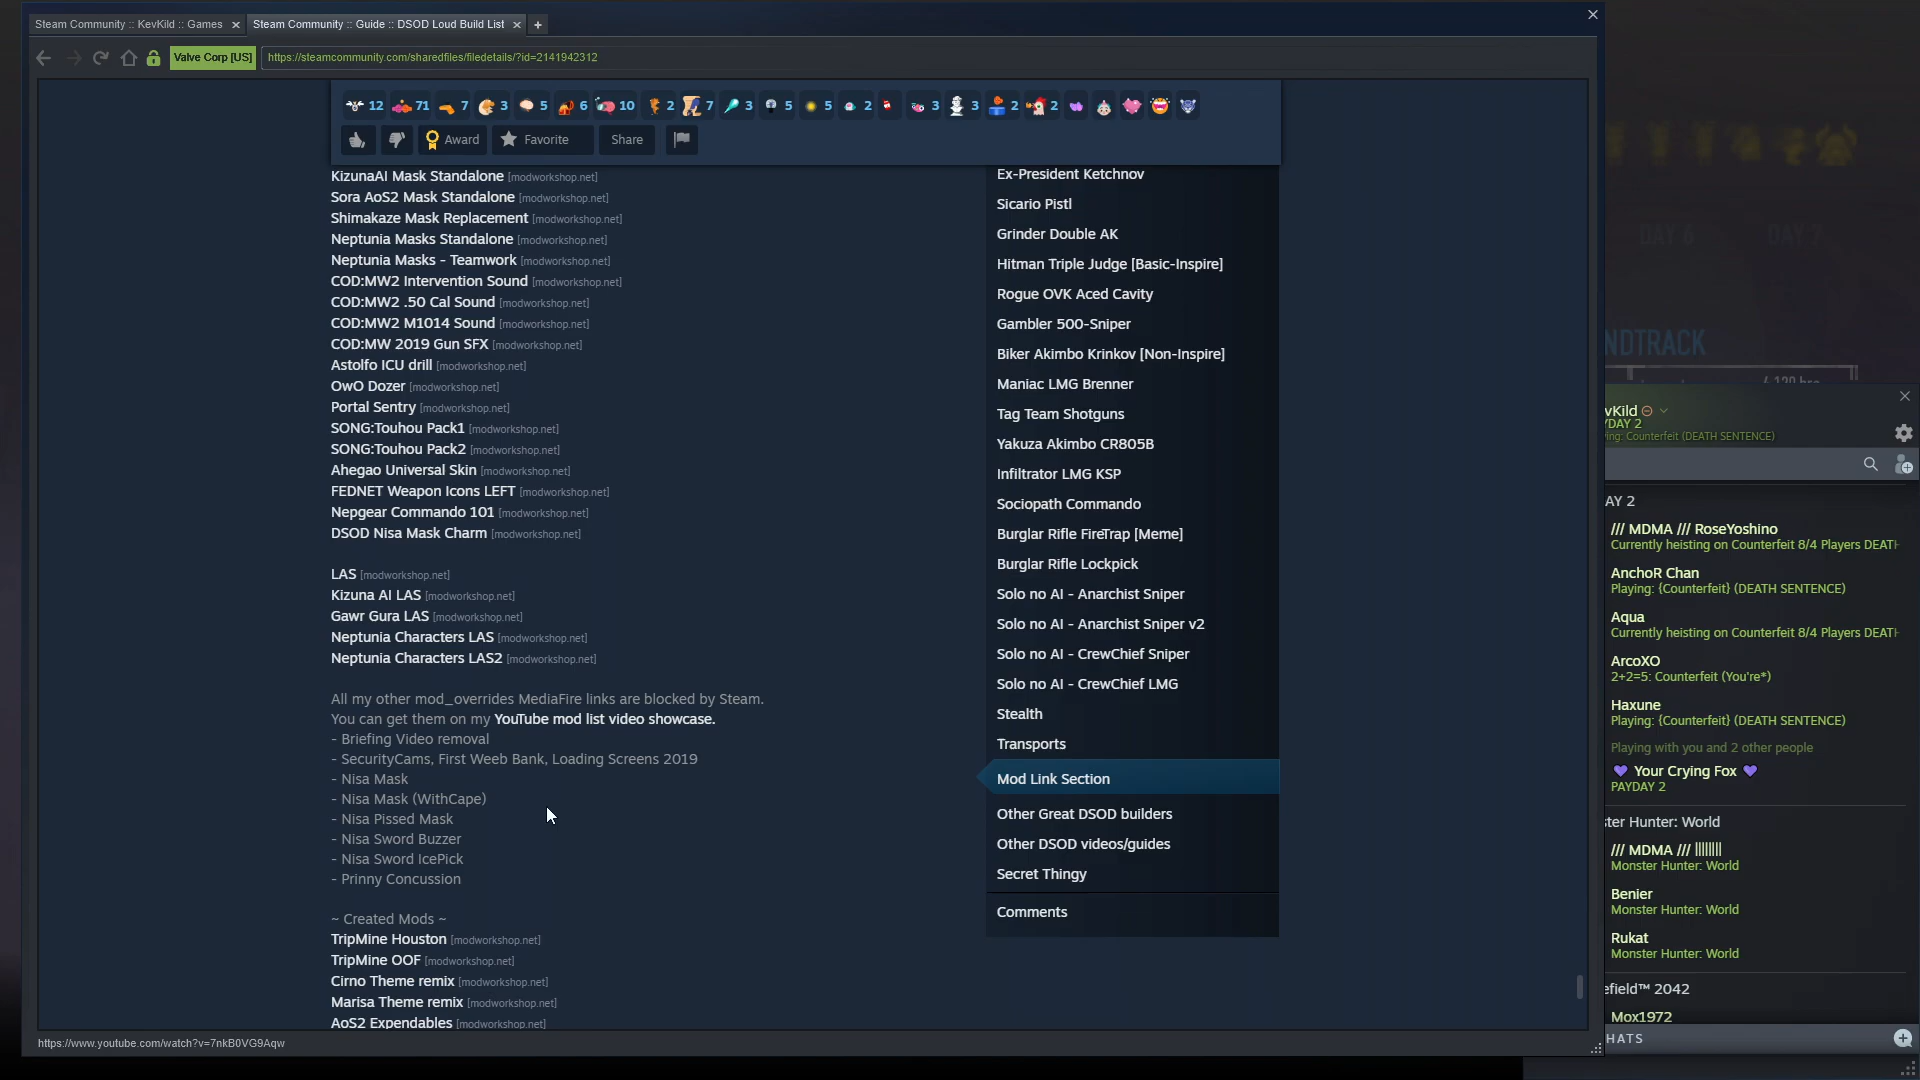 Steam Community :: KevKild :: Games
Steam Community :: Guide :: DSOD Loud Build List
Valve Corp [US]
https://steamcommunity.com/sharedfiles/filedetails/?id=2141942312
12 71 7 3 5 6 10 2 7 3 5 5 2 3 3 2 2
Award Favorite Share
KizunaAI Mask Standalone [modworkshop.net]
Sora AoS2 Mask Standalone [modworkshop.net]
Shimakaze Mask Replacement [modworkshop.net]
Neptunia Masks Standalone [modworkshop.net]
Neptunia Masks - Teamwork [modworkshop.net]
COD:MW2 Intervention Sound [modworkshop.net]
COD:MW2 .50 Cal Sound [modworkshop.net]
COD:MW2 M1014 Sound [modworkshop.net]
COD:MW 2019 Gun SFX [modworkshop.net]
Astolfo ICU drill [modworkshop.net]
OwO Dozer [modworkshop.net]
Portal Sentry [modworkshop.net]
SONG:Touhou Pack1 [modworkshop.net]
SONG:Touhou Pack2 [modworkshop.net]
Ahegao Universal Skin [modworkshop.net]
FEDNET Weapon Icons LEFT [modworkshop.net]
Nepgear Commando 101 [modworkshop.net]
DSOD Nisa Mask Charm [modworkshop.net]
LAS [modworkshop.net]
Kizuna AI LAS [modworkshop.net]
Gawr Gura LAS [modworkshop.net]
Neptunia Characters LAS [modworkshop.net]
Neptunia Characters LAS2 [modworkshop.net]
All my other mod_overrides MediaFire links are blocked by Steam.
You can get them on my YouTube mod list video showcase.
- Briefing Video removal
- SecurityCams, First Weeb Bank, Loading Screens 2019
- Nisa Mask
- Nisa Mask (WithCape)
- Nisa Pissed Mask
- Nisa Sword Buzzer
- Nisa Sword IcePick
- Prinny Concussion
~ Created Mods ~
TripMine Houston [modworkshop.net]
TripMine OOF [modworkshop.net]
Cirno Theme remix [modworkshop.net]
Marisa Theme remix [modworkshop.net]
AoS2 Expendables [modworkshop.net]
https://www.youtube.com/watch?v=7nkB0VG9Aqw
Ex-President Ketchnov
Sicario Pistl
Grinder Double AK
Hitman Triple Judge [Basic-Inspire]
Rogue OVK Aced Cavity
Gambler 500-Sniper
Biker Akimbo Krinkov [Non-Inspire]
Maniac LMG Brenner
Tag Team Shotguns
Yakuza Akimbo CR805B
Infiltrator LMG KSP
Sociopath Commando
Burglar Rifle FireTrap [Meme]
Burglar Rifle Lockpick
Solo no AI - Anarchist Sniper
Solo no AI - Anarchist Sniper v2
Solo no AI - CrewChief Sniper
Solo no AI - CrewChief LMG
Stealth
Transports
Mod Link Section
Other Great DSOD builders
Other DSOD videos/guides
Secret Thingy
Comments
DAY 6 DAY 7
NDTRACK
6,120 hrs
vKild
YDAY 2
ing: Counterfeit (DEATH SENTENCE)
AY 2
/// MDMA /// RoseYoshino
Currently heisting on Counterfeit 8/4 Players DEATH
AnchoR Chan
Playing: {Counterfeit} (DEATH SENTENCE)
Aqua
Currently heisting on Counterfeit 8/4 Players DEATH
ArcoXO
2+2=5: Counterfeit (You're*)
Haxune
Playing: {Counterfeit} (DEATH SENTENCE)
Playing with you and 2 other people
Your Crying Fox
PAYDAY 2
ster Hunter: World
/// MDMA /// ||||||||
Monster Hunter: World
Benier
Monster Hunter: World
Rukat
Monster Hunter: World
efield™ 2042
Mox1972
HATS